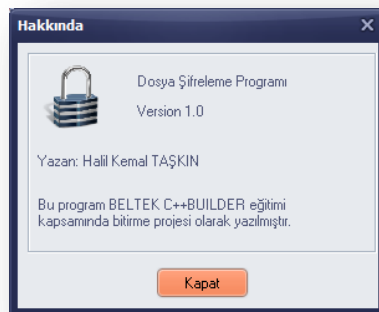 Hakkında
Dosya Şifreleme Programı
Version 1.0
Yazan: Halil Kemal TAŞKIN
Bu program BELTEK C++BUILDER eğitimi
kapsamında bitirme projesi olarak yazılmıştır.
Kapat